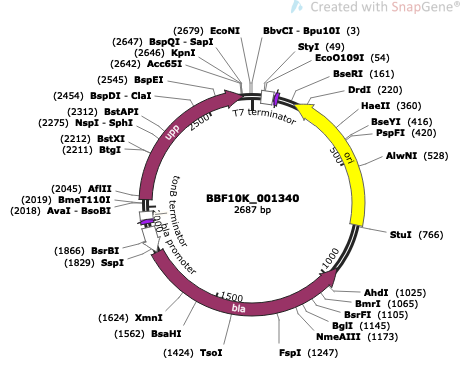 Created with SnapGene®
(2679) EcoNI
BbvCI - Bpu10I (3)
(2647) BspQI - SapI
StyI (49)
(2646) KpnI
EcoO109I (54)
(2642) Acc65I
BseRI (161)
(2545) BspEI
DrdI (220)
(2454) BspDI - ClaI
HaeII (360)
(2312) BstAPI
BseYI (416)
(2275) NspI - SphI
PspFI (420)
(2212) BstXI
AlwNI (528)
(2211) BtgI
T7 terminator
2500
upp
ori
500
(2045) AflII
(2019) BmeT110I
(2018) AvaI - BsoBI
BBF10K_001340
2687 bp
tonB terminator
bla promoter
StuI (766)
(1866) BsrBI
(1829) SspI
1000
AhdI (1025)
BmrI (1065)
BsrFI (1105)
BglI (1145)
NmeAIII (1173)
1500
bla
(1624) XmnI
(1562) BsaHI
(1424) TsoI
FspI (1247)